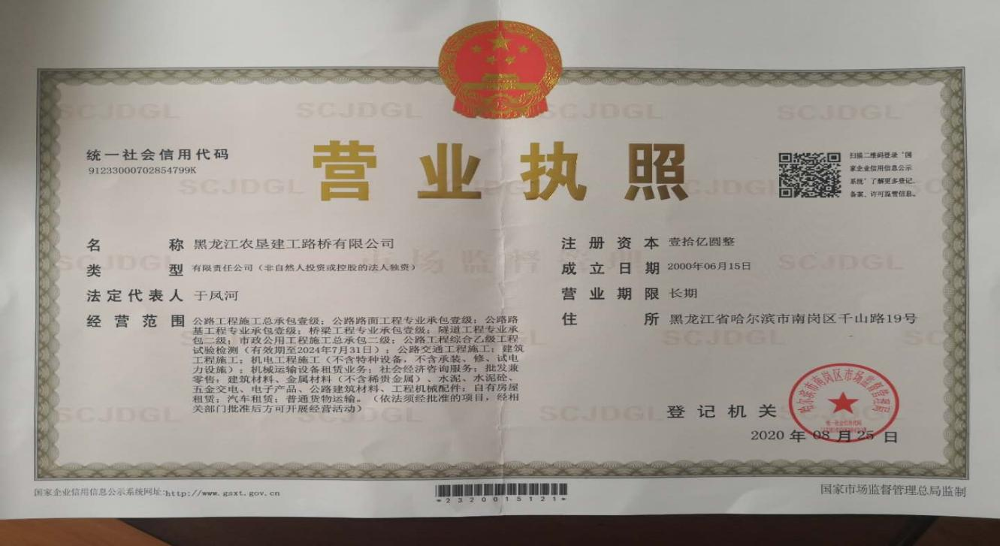 统一社会信用代码
91233000702854799K
营业执照
扫描二维码登录‘国
家企业信用信息公示
系统’了解更多登记、
备案、许可监管信息。
名称 黑龙江农垦建工路桥有限公司
类型 有限责任公司（非自然人投资或控股的法人独资）
法定代表人 于凤河
经营范围 公路工程施工总承包壹级；公路路面工程专业承包壹级；公路路
基工程专业承包壹级；桥梁工程专业承包壹级；隧道工程专业承
包二级；市政公用工程施工总承包二级；公路工程综合乙级工程
试验检测（有效期至2024年7月31日）；公路交通工程施工；建筑
工程施工；机电工程施工（不含特种设备，不含承装、修、试电
力设施）；机械运输设备租赁业务；社会经济咨询服务；批发兼
零售：建筑材料、金属材料（不含稀贵金属）、水泥、水泥砼、
五金交电、电子产品、公路建筑材料、工程机械配件；自有房屋
租赁；汽车租赁；普通货物运输。（依法须经批准的项目，经相
关部门批准后方可开展经营活动）
注册资本 壹拾亿圆整
成立日期 2000年06月15日
营业期限 长期
住所 黑龙江省哈尔滨市南岗区千山路19号
哈尔滨市南岗区市场监督管理局
登记机关
2020 年 08 月 25 日
国家企业信用信息公示系统网址:http://www.gsxt.gov.cn
*2320015121*
国家市场监督管理总局监制
SCJDGL
市场监督管理